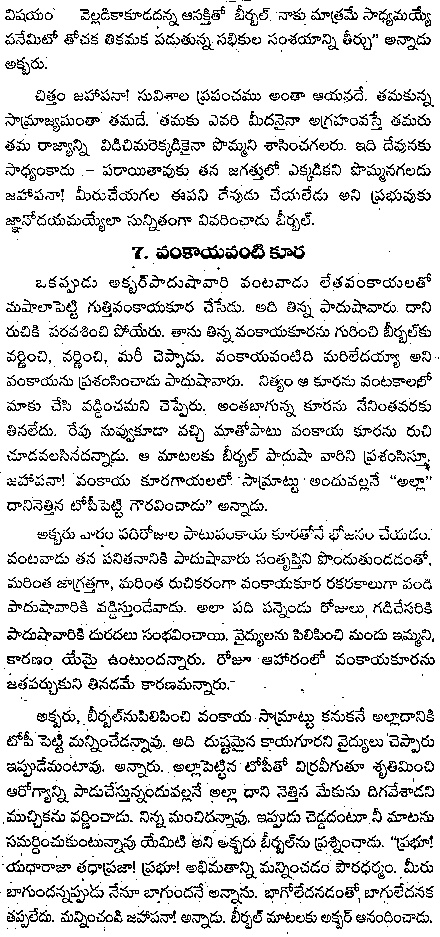 విషయం వెల్లడికాకూడదన్న ఆసక్తితో బీర్బల్. నాకు మాత్రమే సాధ్యమయ్యే
పనేమిటో తోచక తికమక పడుతున్న సభికుల సంశయాన్ని తీర్చు" అన్నాడు
అక్బరు.
చిత్తం జహాపనా! సువిశాల ప్రపంచము అంతా ఆయనదే. తమకున్న
సామ్రాజ్యమంతా తమదే. తమకు ఎవరి మీదనైనా అగ్రహంవస్తే తమరు
తమ రాజ్యాన్ని విడిచిమరెక్కడికైనా పొమ్మని శాసించగలరు. ఇది దేవునకు
సాధ్యంకాదు – పరాయితావుకు తన జగత్తులో ఎక్కడికని పొమ్మనగలదు
జహాపనా! మీరుచేయగల ఈపని దేవుడు చేయలేడు అని ప్రభువుకు
జ్ఞానోదయమయ్యేలా సున్నితంగా వివరించాడు బీర్బల్.
7. వంకాయవంటి కూర
ఒకప్పుడు అక్బర్‌పాదుషావారి వంటవాడు లేతవంకాయలతో
మషాలాపెట్టి గుత్తివంకాయకూర చేసేడు. అది తిన్న పాదుషావారు దాని
రుచికి పరవశించి పోయేరు. తాను తిన్న వంకాయకూరను గురించి బీర్బల్‌కు
వర్ణించి, వర్ణించి, మరీ చెప్పాడు. వంకాయవంటిది మరిలేదయ్యా అని
వంకాయను ప్రశంసించాడు పాదుషావారు. నిత్యం ఆ కూరను వంటకాలలో
మాకు చేసి వడ్డించమని చెప్పేరు. అంతబాగున్న కూరను నేనింతవరకు
తినలేదు. రేపు నువ్వుకూడా వచ్చి మాతోపాటు వంకాయ కూరను రుచి
చూడవలసినదన్నాడు. ఆ మాటలకు బీర్బల్ పాదుషా వారిని ప్రశంసిస్తూ,
జహాపనా! వంకాయ కూరగాయలలో సామ్రాట్టు అందువల్లనే "అల్లా"
దానినెత్తిన టోపీపెట్టి గౌరవించాడు" అన్నాడు.
అక్బరు వారం పదిరోజుల పాటువంకాయ కూరతోనే భోజనం చేయడం.
వంటవాడు తన పనితనానికి పాదుషావారు సంతృప్తిని పొందుతుండడంతో,
మరింత జాగ్రత్తగా, మరింత రుచికరంగా వంకాయకూర రకరకాలుగా వండి
పాదుషావారికి వడ్డిస్తుండేవాడు. అలా పది పన్నెండు రోజులు గడిచేసరికి
పాదుషావారికి దురదలు సంభవించాయి. వైద్యులను పిలిపించి మందు ఇమ్మని,
కారణం యేమై ఉంటుందన్నారు. రోజూ ఆహారంలో వంకాయకూరను
జతపర్చుకుని తినడమే కారణమన్నారు.
అక్బరు, బీర్బల్‌నుపిలిపించి వంకాయ సామ్రాట్టు కనుకనే అల్లాదానికి
టోపీ పెట్టి మన్నించేడన్నావు. అది దుష్టమైన కాయగూరని వైద్యులు చెప్పారు
ఇప్పుడేమంటావు. అన్నారు. అల్లాపెట్టిన టోపీతో విర్రవీగుతూ శృతిమించి
ఆరోగ్యాన్ని పాడుచేస్తున్నందువల్లనే అల్లా దాని నెత్తిన మేకును దిగవేశాడని
ముచ్చికను వర్ణించాడు. నిన్న మంచిదన్నావు, ఇప్పుడు చెడ్డదంటూ నీ మాటను
సమర్ధించుకుంటున్నావు యేమిటి అని అక్బరు బీర్బల్‌ను ప్రశ్నించాడు. "ప్రభూ!
యధారాజా తధాప్రజా! ప్రభూ! అభిమతాన్ని మన్నించడం పౌరధర్మం. మీరు
బాగుందన్నప్పుడు నేనూ బాగుందనే అన్నాను. బాగోలేదనడంతో, బాగులేదనక
తప్పలేదు. మన్నించండి జహాపనా! అన్నాడు. బీర్బల్ మాటలకు అక్బర్ ఆనందించాడు.